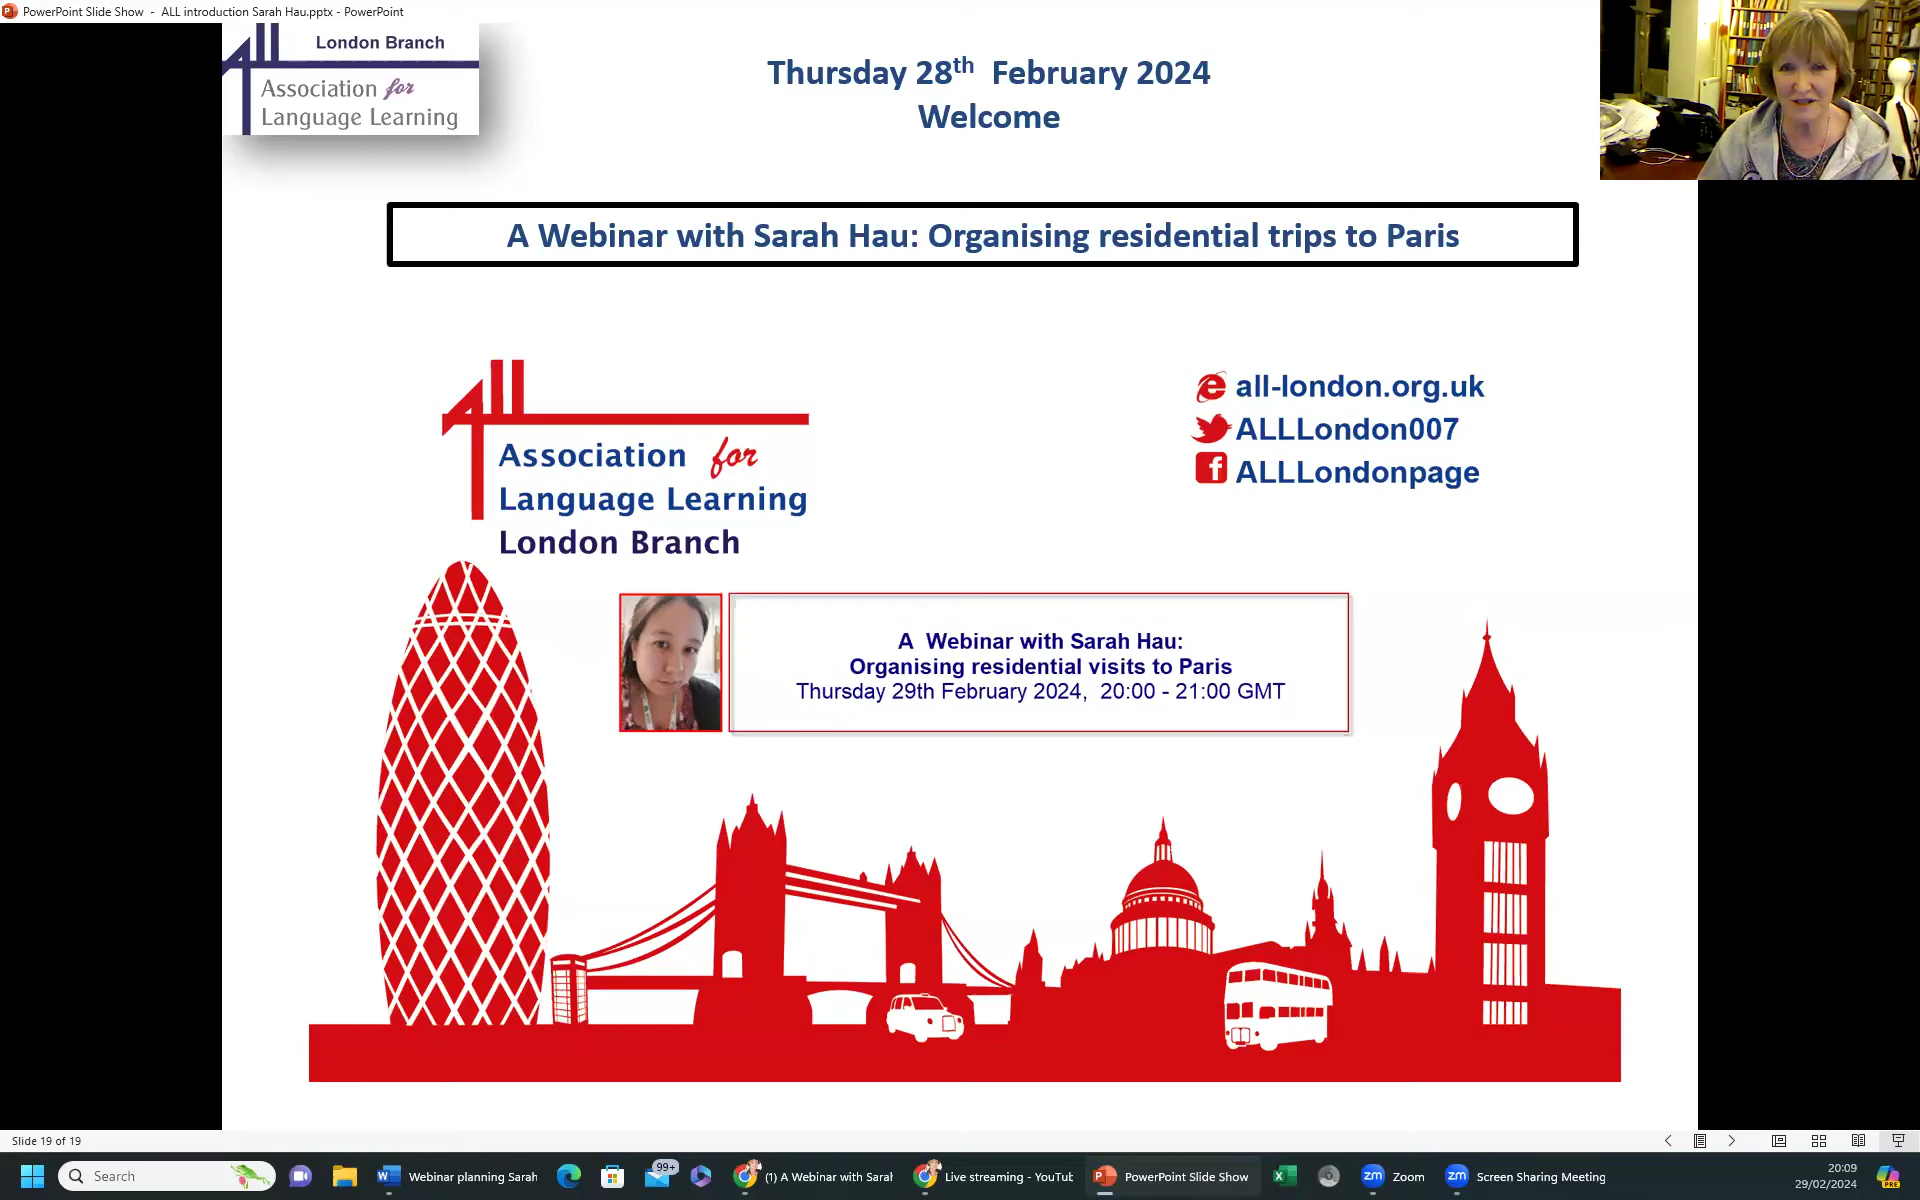 PowerPoint Slide Show - ALL introduction Sarah Hau.pptx - PowerPoint
London Branch
Association for
Language Learning
Thursday 28th February 2024
Welcome
A Webinar with Sarah Hau: Organising residential trips to Paris
all-london.org.uk
ALLLondon007
ALLLondonpage
Association for
Language Learning
London Branch
A Webinar with Sarah Hau:
Organising residential visits to Paris
Thursday 29th February 2024, 20:00 - 21:00 GMT
Slide 19 of 19
Search
Webinar planning Sarah
99+
(1) A Webinar with Sarah
Live streaming - YouTub
PowerPoint Slide Show
Zoom
Screen Sharing Meeting
20:09
29/02/2024